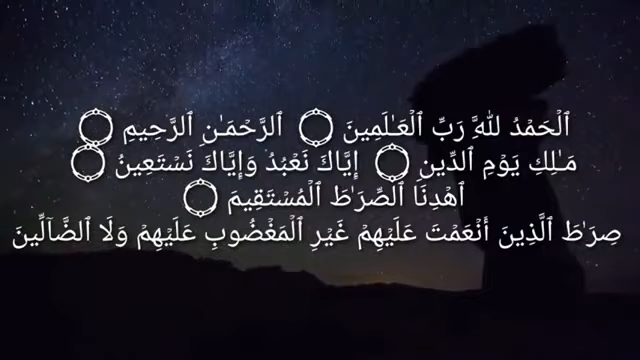 ٱلْحَمْدُ لِلَّهِ رَبِّ ٱلْعَـٰلَمِينَ ۝ ٱلرَّحْمَـٰنِ ٱلرَّحِيمِ ۝
مَـٰلِكِ يَوْمِ ٱلدِّينِ ۝ إِيَّاكَ نَعْبُدُ وَإِيَّاكَ نَسْتَعِينُ ۝
ٱهْدِنَا ٱلصِّرَٰطَ ٱلْمُسْتَقِيمَ ۝
صِرَٰطَ ٱلَّذِينَ أَنْعَمْتَ عَلَيْهِمْ غَيْرِ ٱلْمَغْضُوبِ عَلَيْهِمْ وَلَا ٱلضَّآلِّينَ